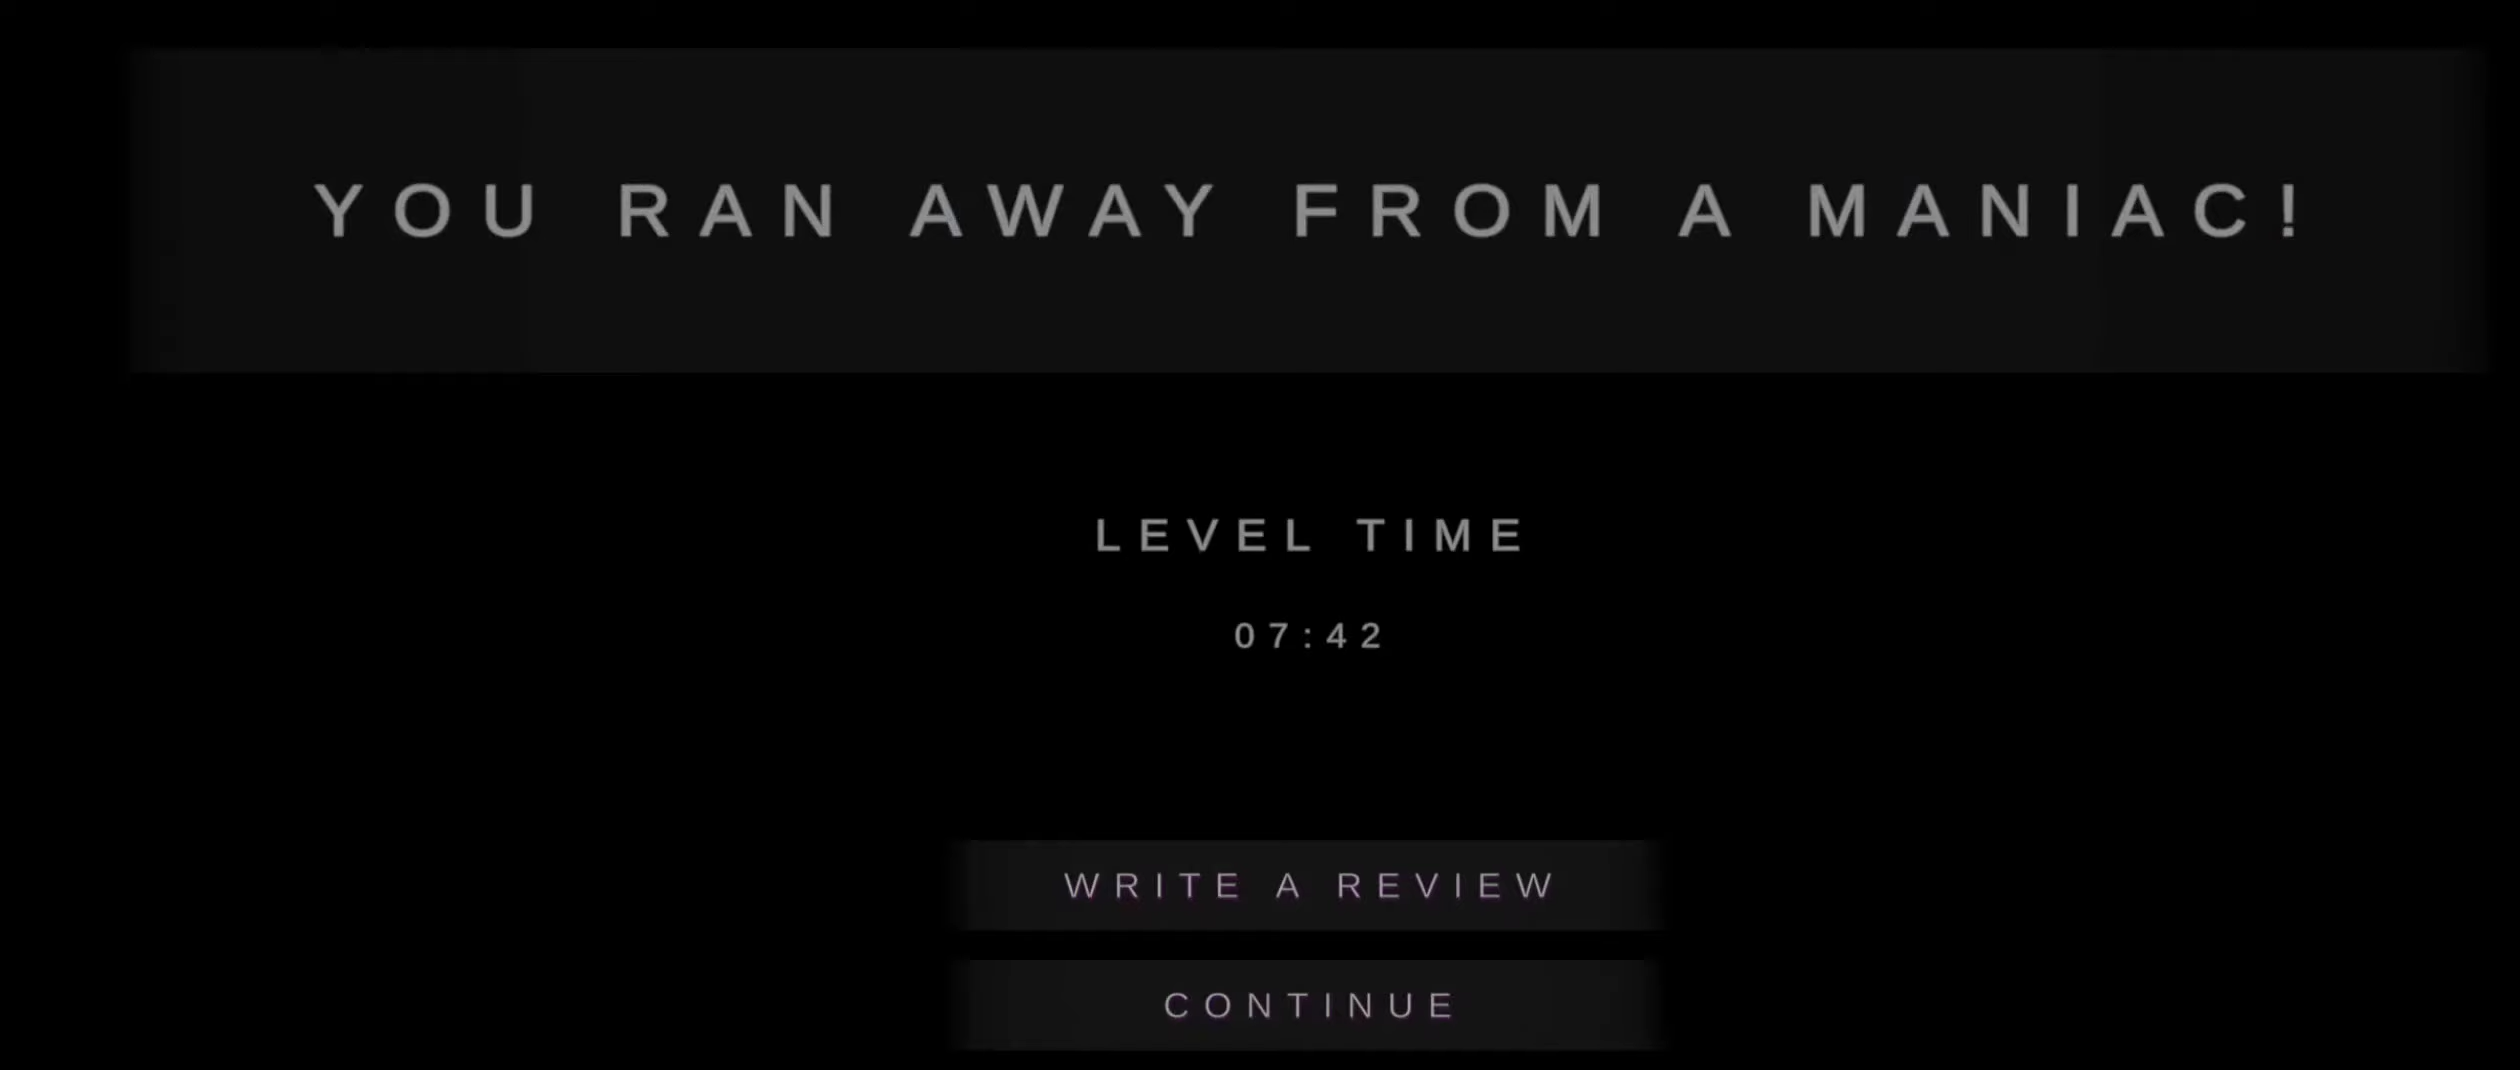 YOU RAN AWAY FROM A MANIAC!
LEVEL TIME
07:42
WRITE A REVIEW
CONTINUE